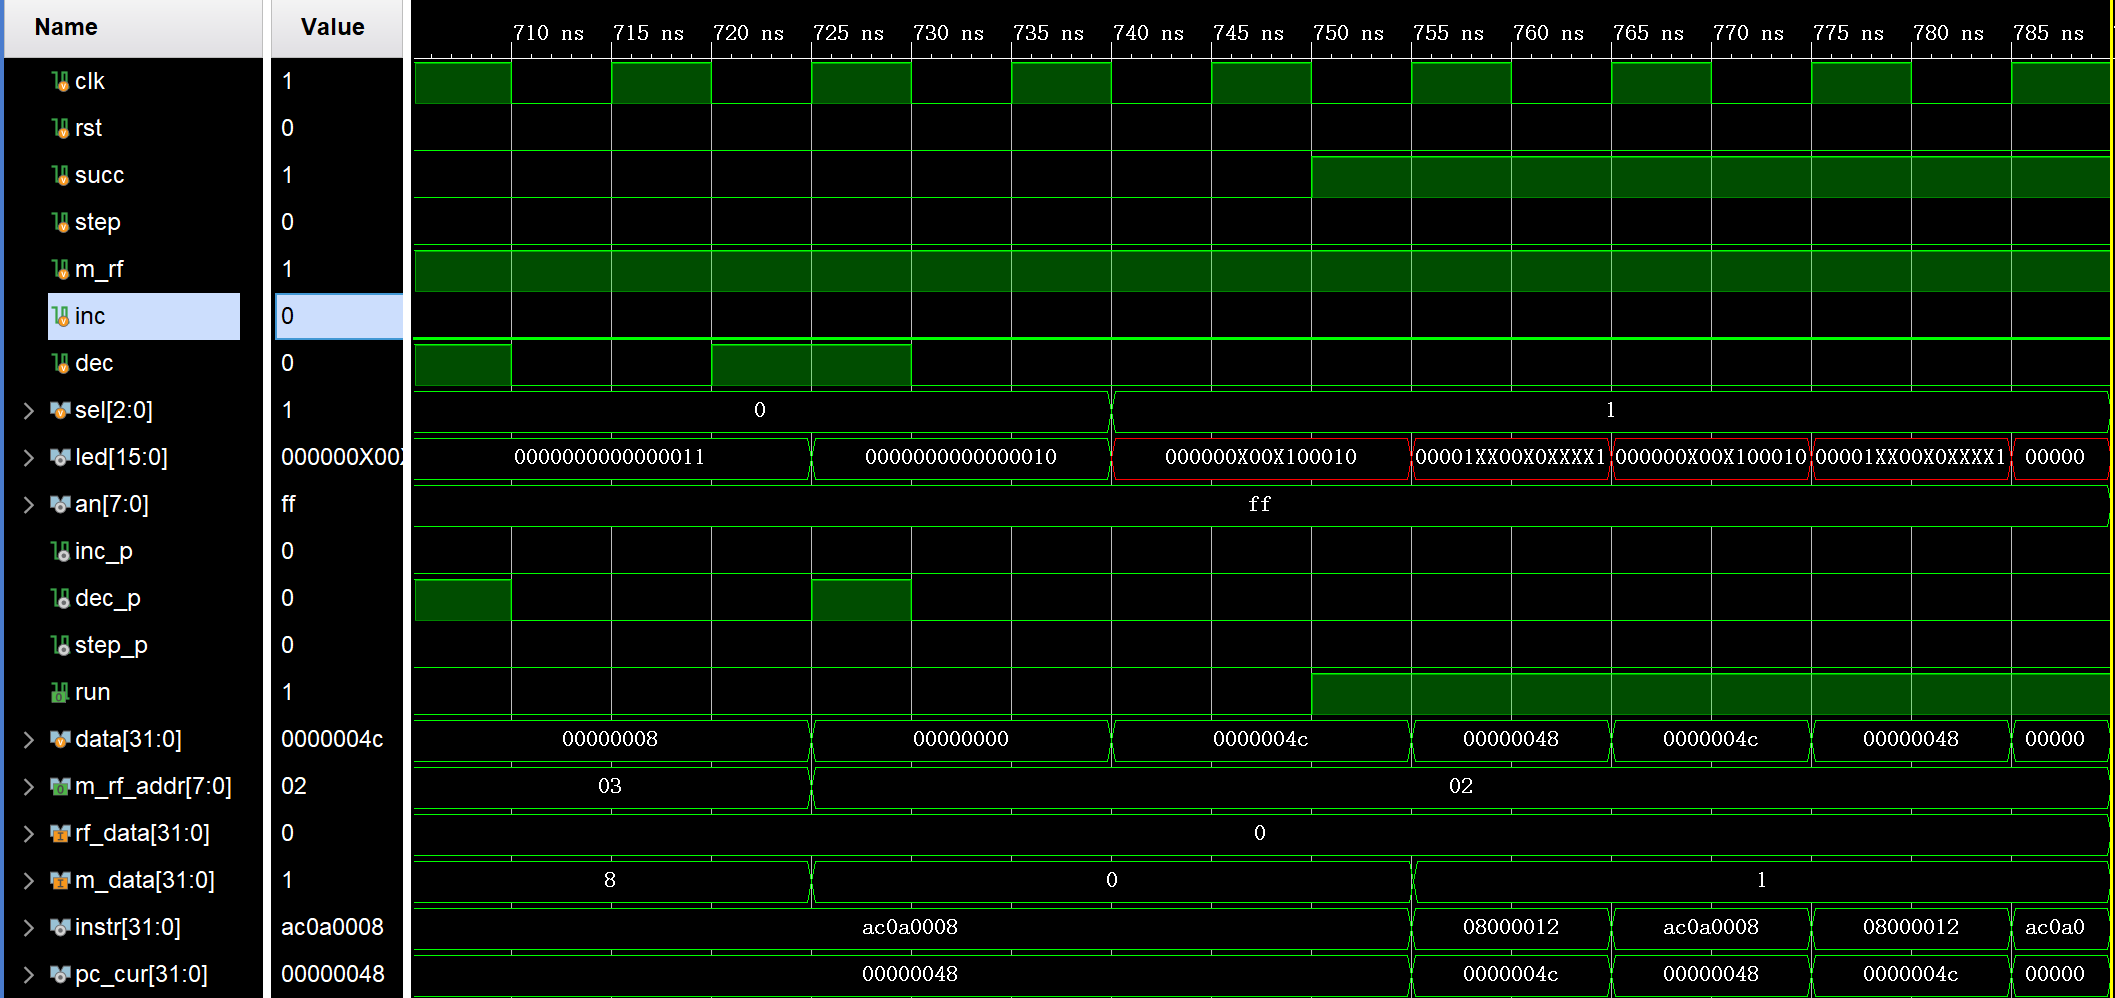 Name Value 710 ns 715 ns 720 ns 725 ns 730 ns 735 ns 740 ns 745 ns 750 ns 755 ns 760 ns 765 ns 770 ns 775 ns 780 ns 785 ns
clk 1
rst 0
succ 1
step 0
m_rf 1
inc 0
dec 0
sel[2:0] 1 0 1
led[15:0] 000000X00X 0000000000000011 0000000000000010 000000X00X100010 00001XX00X0XXXX1 000000X00X100010 00001XX00X0XXXX1 00000
an[7:0] ff ff
inc_p 0
dec_p 0
step_p 0
run 1
data[31:0] 0000004c 00000008 00000000 0000004c 00000048 0000004c 00000048 00000
m_rf_addr[7:0] 02 03 02
rf_data[31:0] 0 0
m_data[31:0] 1 8 0 1
instr[31:0] ac0a0008 ac0a0008 08000012 ac0a0008 08000012 ac0a0
pc_cur[31:0] 00000048 00000048 0000004c 00000048 0000004c 00000